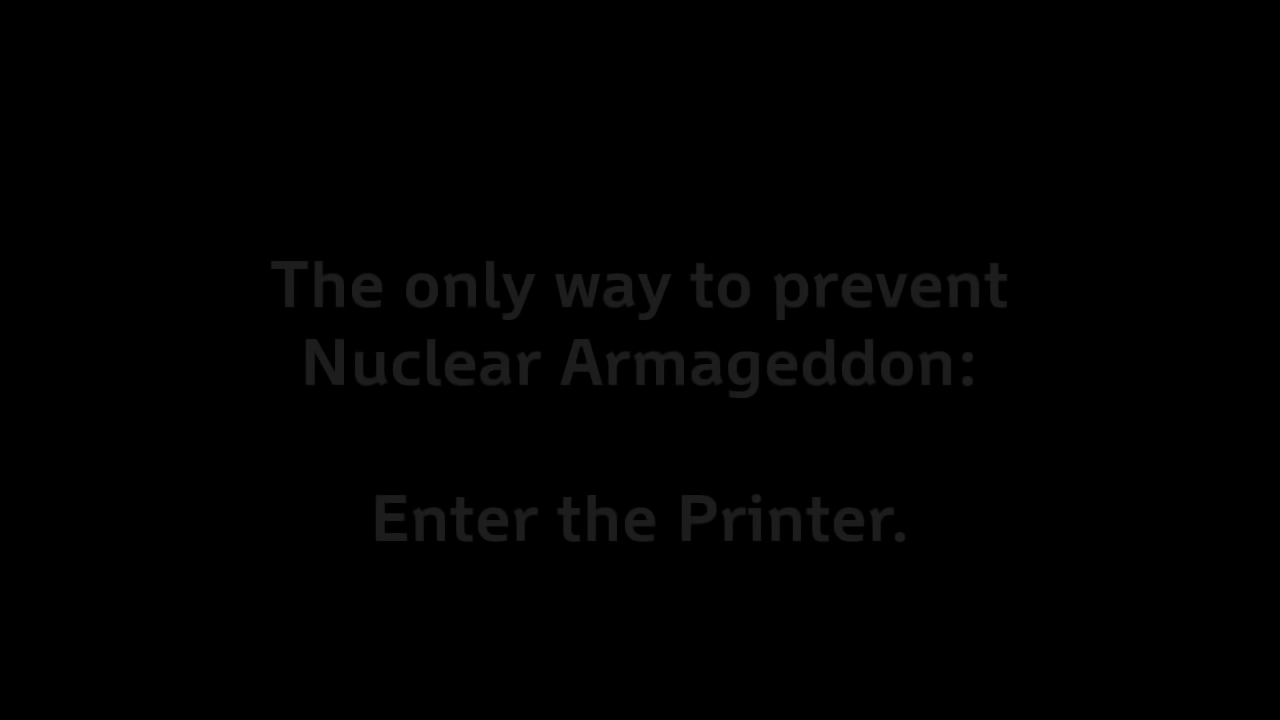 The only way to prevent
Nuclear Armageddon:
Enter the Printer.